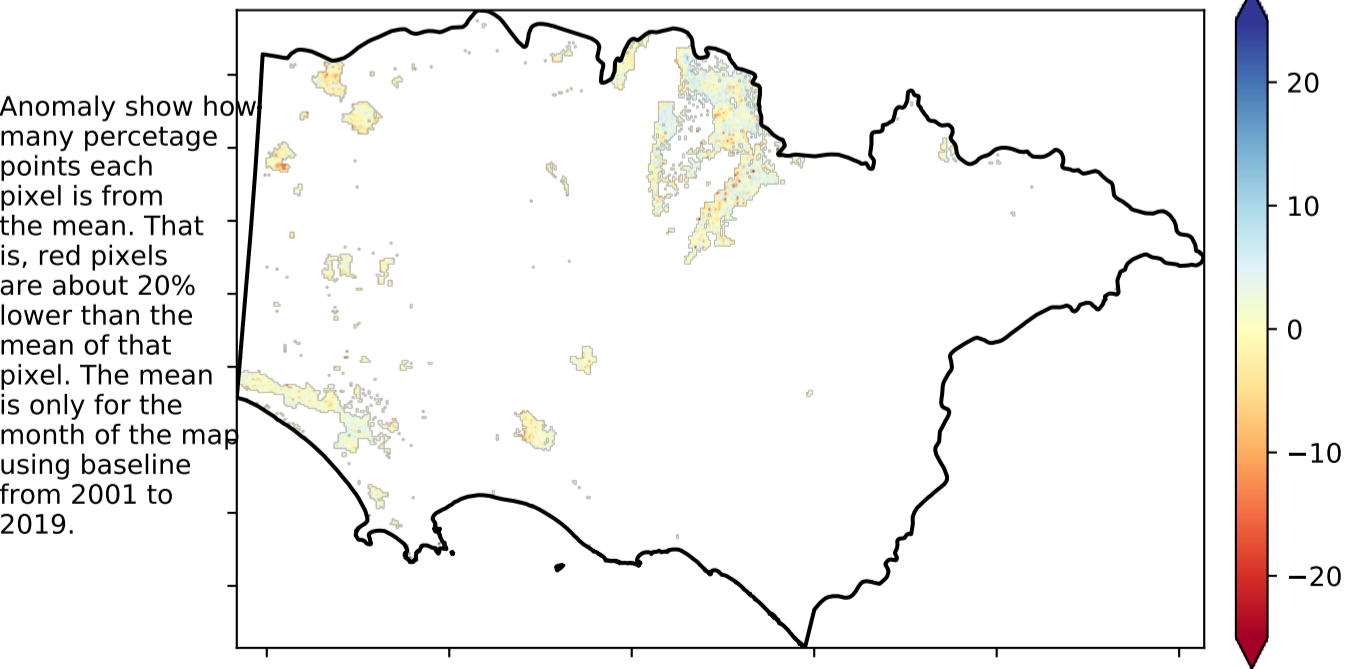 Anomaly show how
many percetage
points each
pixel is from
the mean. That
is, red pixels
are about 20%
lower than the
mean of that
pixel. The mean
is only for the
month of the map
using baseline
from 2001 to
2019.
20
10
0
−10
−20